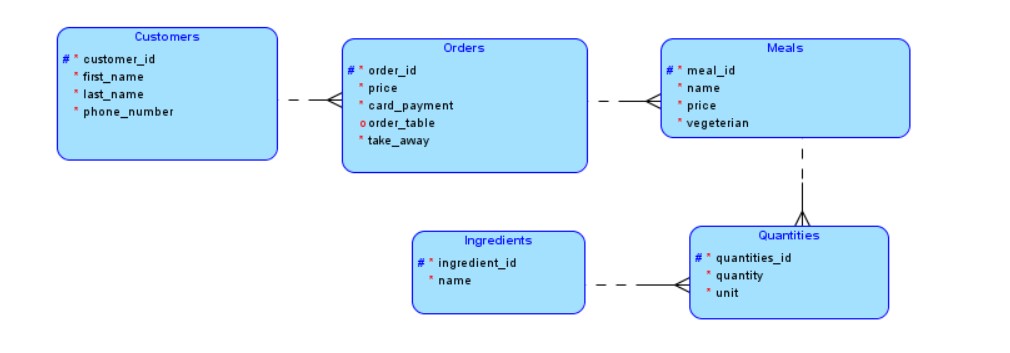 Customers
# * customer_id
* first_name
* last_name
* phone_number
Orders
# * order_id
* price
* card_payment
o order_table
* take_away
Meals
# * meal_id
* name
* price
* vegeterian
Ingredients
# * ingredient_id
* name
Quantities
# * quantities_id
* quantity
* unit